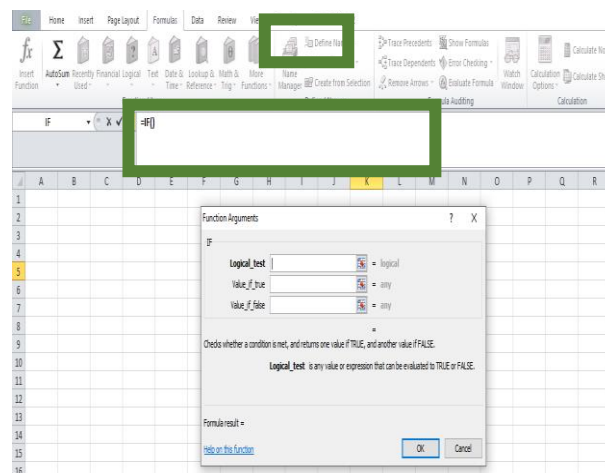 File Home Insert Page Layout Formulas Data Review
Define
Trace Precedents Show Formulas
Calculate
Trace Dependents Error Checking
Create from Selection
Remove Arrows Evaluate Formula
Calculate
Insert Function
AutoSum
Recently Used
Financial
Logical
Text
Date & Time
Lookup & Reference
Math & Trig
More Functions
Name Manager
Watch Window
Calculation Options
Formula Auditing
Calculation
IF =IF()
A B C D E F G H I J K L M N O P Q R
1
2
3
4
5
6
7
8
9
10
11
12
13
14
15
16
Function Arguments ? X
IF
Logical_test = logical
Value_if_true = any
Value_if_false = any
=
Checks whether a condition is met, and returns one value if TRUE, and another value if FALSE.
Logical_test is any value or expression that can be evaluated to TRUE or FALSE.
Formula result =
Help on this function OK Cancel